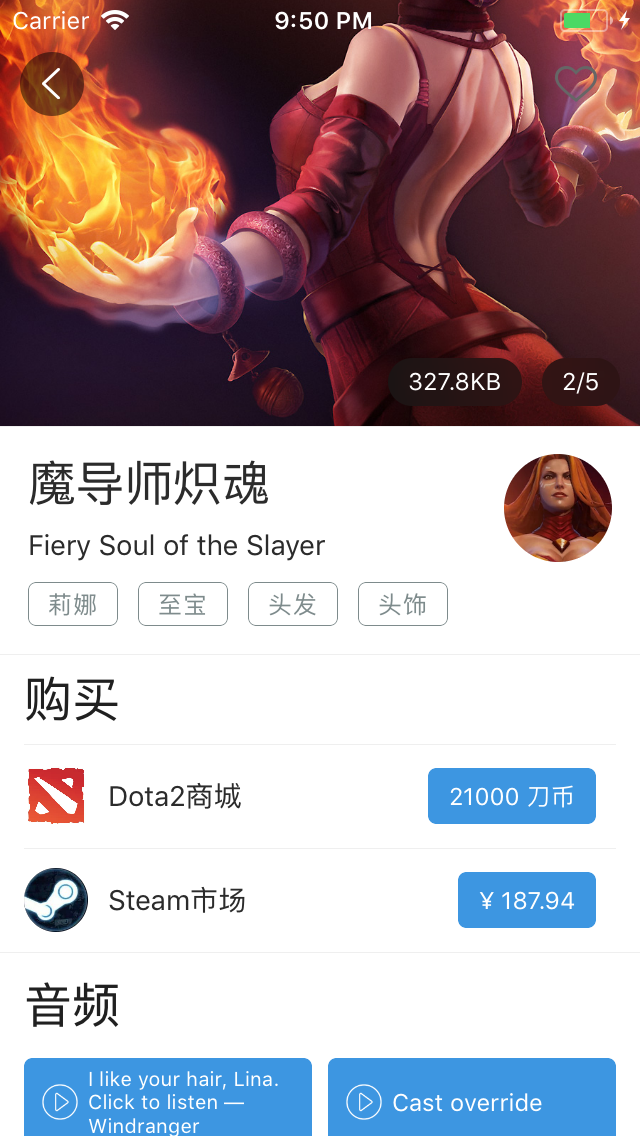 Carrier 9:50 PM
327.8KB 2/5
魔导师炽魂
Fiery Soul of the Slayer
莉娜 至宝 头发 头饰
购买
Dota2商城 21000 刀币
Steam市场 ¥ 187.94
音频
I like your hair, Lina.
Click to listen —
Windranger
Cast override